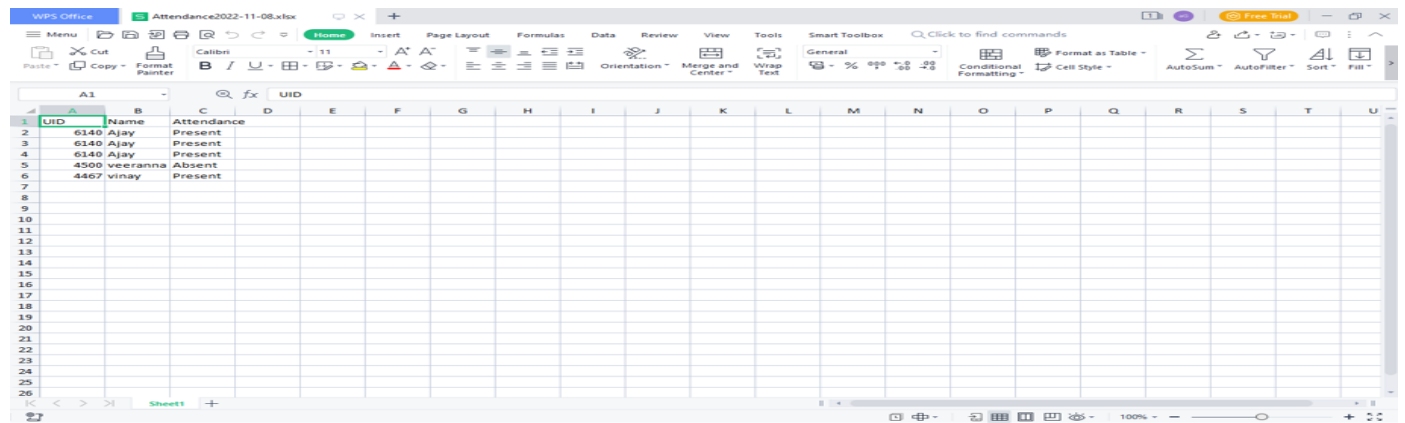 WPS Office S Attendance2022-11-08.xlsx + 1 Free Trial
Menu Home Insert Page Layout Formulas Data Review View Tools Smart Toolbox Click to find commands
Paste Cut Copy Format Painter Calibri 11 A+ A- B I U A Orientation Merge and Center Wrap Text General % Conditional Formatting Format as Table Cell Style AutoSum AutoFilter Sort Fill
A1 fx UID
A B C D E F G H I J K L M N O P Q R S T U
1 UID Name Attendance
2 6140 Ajay Present
3 6140 Ajay Present
4 6140 Ajay Present
5 4500 veeranna Absent
6 4467 vinay Present
7
8
9
10
11
12
13
14
15
16
17
18
19
20
21
22
23
24
25
26
Sheet1 +
100% - +